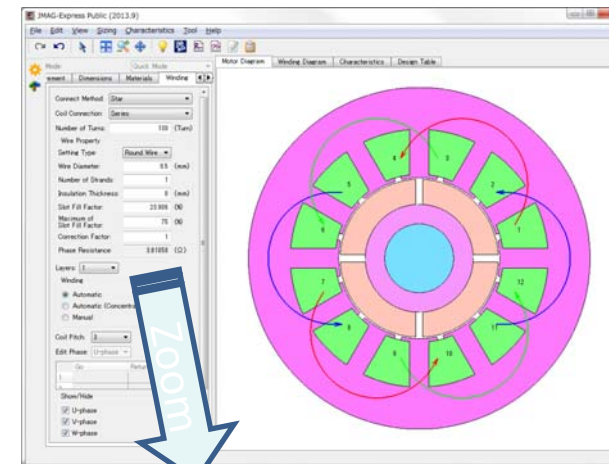 JMAG-Express Public (2013.9)
File Edit View Sizing Characteristics Tool Help
Mode: Quick Mode
Dimensions Materials Winding
Motor Diagram Winding Diagram Characteristics Design Table
Connect Method: Star
Coil Connection: Series
Number of Turns: 100 (Turn)
Wire Property
Setting Type: Round Wire
Wire Diameter: 0.5 (mm)
Number of Strands: 1
Insulation Thickness: 0 (mm)
Slot Fill Factor: (%)
Maximum of
Slot Fill Factor: 75 (%)
Correction Factor: 1
Phase Resistance: (Ω)
Layers: 1
Winding
Automatic
Automatic
Manual
Coil Pitch: 3
Edit Phase: U-phase
Go
1
Show/Hide
U-phase
V-phase
W-phase
Zoom
4 3
5 2
6 1
7 12
8 11
9 10